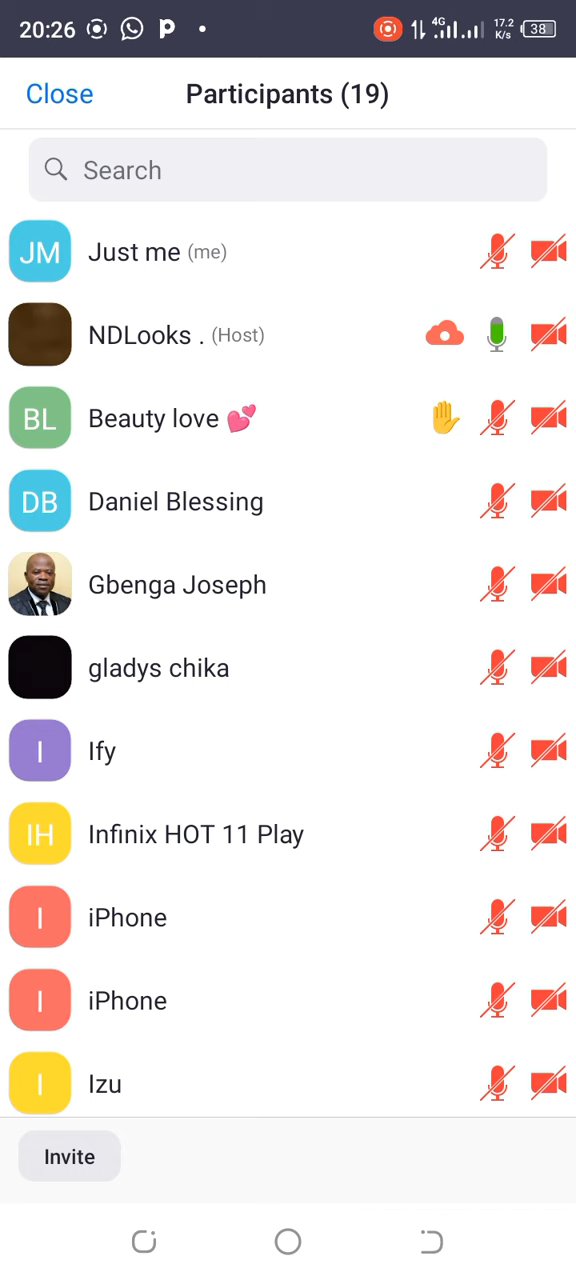 20:26 4G 17.2 K/s 38
Close Participants (19)
Search
JM Just me (me)
NDLooks . (Host)
BL Beauty love 💕
DB Daniel Blessing
Gbenga Joseph
gladys chika
I Ify
IH Infinix HOT 11 Play
I iPhone
I iPhone
I Izu
Invite